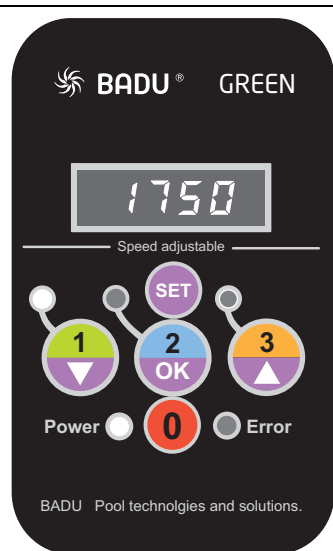 BADU® GREEN
1750
Speed adjustable
SET
1 2 3
OK
Power 0 Error
BADU Pool technolgies and solutions.